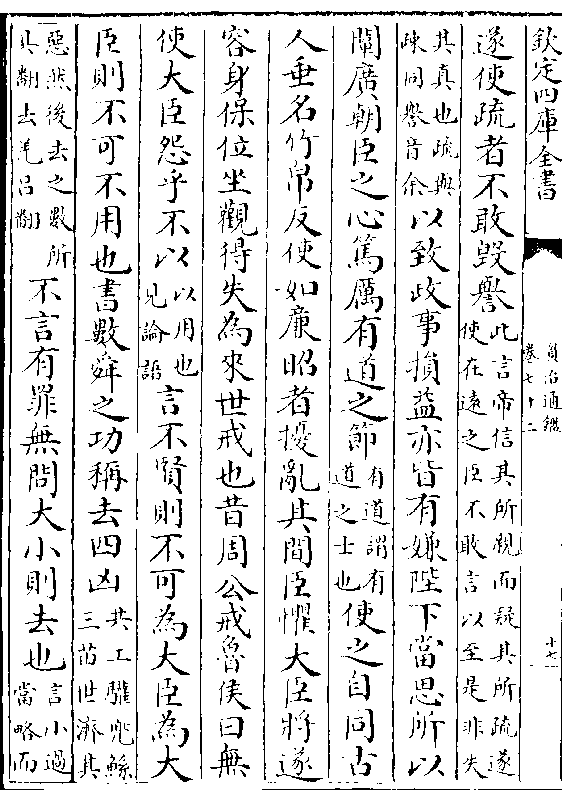 欽定四庫全書
資治通鑑
卷七十二
十七
遂使疏者不敢毀譽此言帝信其所親而疑其所疏遂
使在遠之臣不敢言以至是非失
其真也疏與
疎同譽音余以致政事損益亦皆有嫌陛下當思所以
闡廣朝臣之心篤厲有道之節有道謂有
道之士也使之自同古
人垂名竹帛反使如廉昭者擾亂其間臣懼大臣將遂
容身保位坐觀得失為來世戒也昔周公戒魯侯曰無
使大臣怨乎不以以用也
見論語言不賢則不可為大臣為大
臣則不可不用也書數舜之功稱去四凶共工驩兜鯀
三苗世濟其
惡然後去之數所
具翻去羌呂翻不言有罪無問大小則去也言小過
當略而